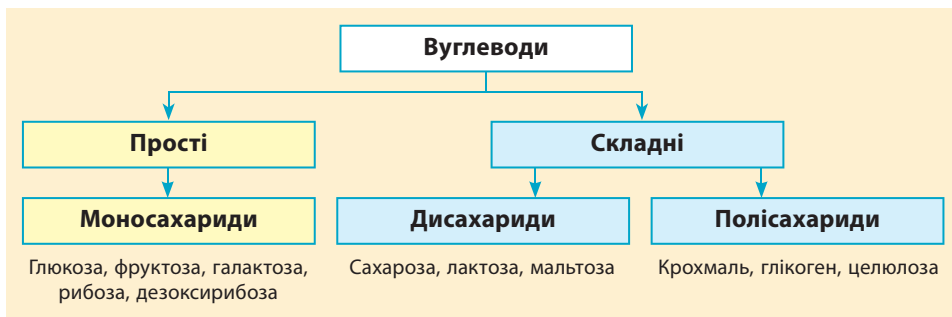 Вуглеводи
Прості
Складні
Моносахариди
Дисахариди
Полісахариди
Глюкоза, фруктоза, галактоза,
рибоза, дезоксирибоза
Сахароза, лактоза, мальтоза
Крохмаль, глікоген, целюлоза